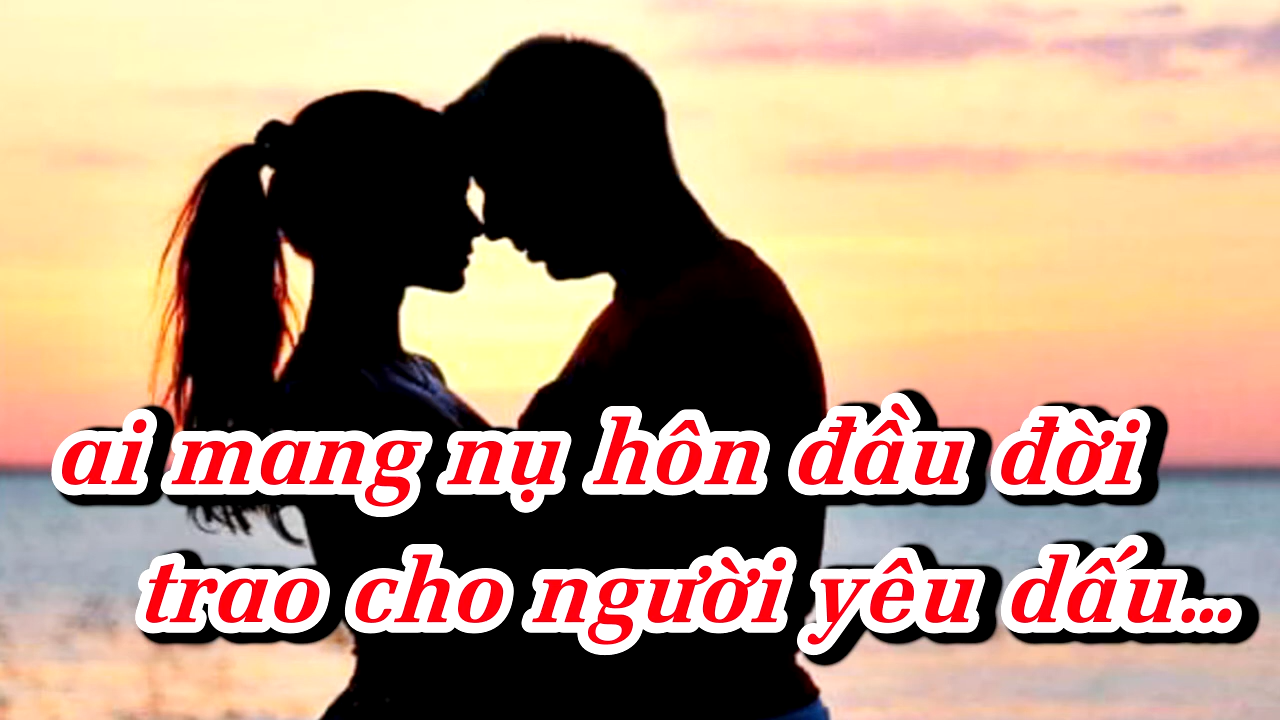 ai mang nụ hôn đầu đời
trao cho người yêu dấu...